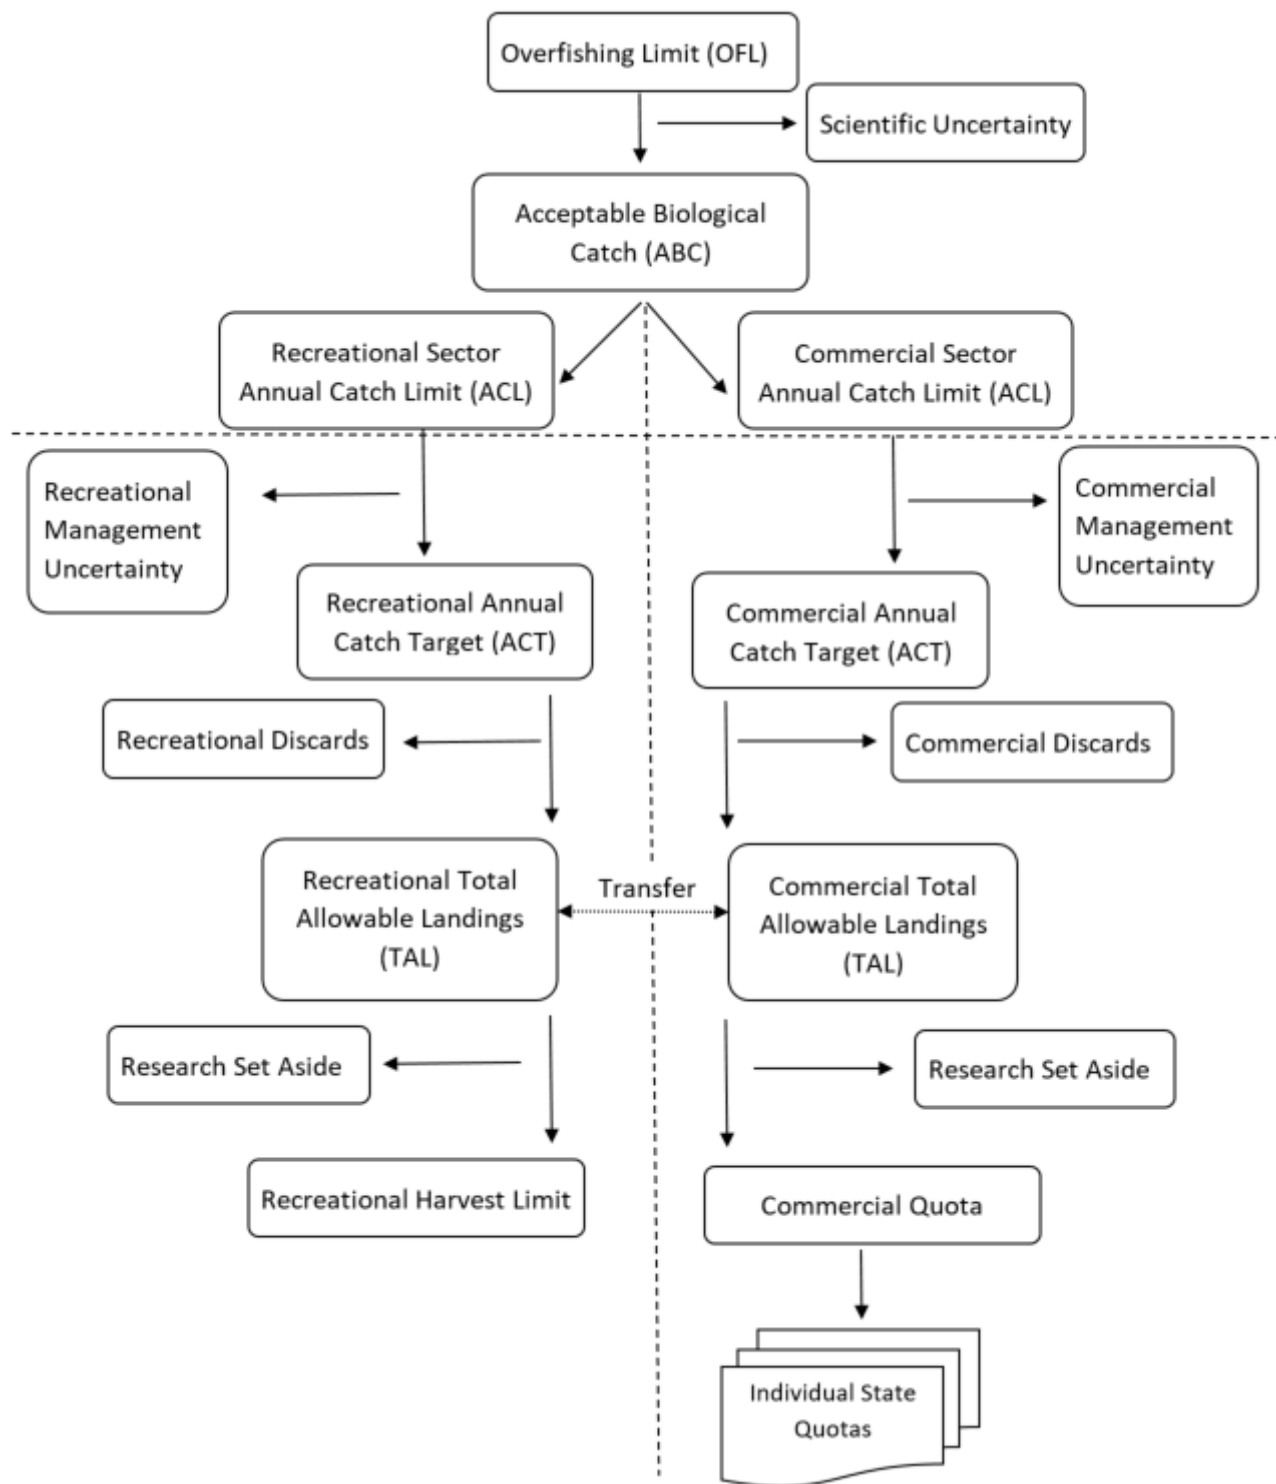 Overfishing Limit (OFL)
Scientific Uncertainty
Acceptable Biological
Catch (ABC)
Recreational Sector
Annual Catch Limit (ACL)
Commercial Sector
Annual Catch Limit (ACL)
Recreational
Management
Uncertainty
Commercial
Management
Uncertainty
Recreational Annual
Catch Target (ACT)
Commercial Annual
Catch Target (ACT)
Recreational Discards
Commercial Discards
Recreational Total
Allowable Landings
(TAL)
Transfer
Commercial Total
Allowable Landings
(TAL)
Research Set Aside
Research Set Aside
Recreational Harvest Limit
Commercial Quota
Individual State
Quotas